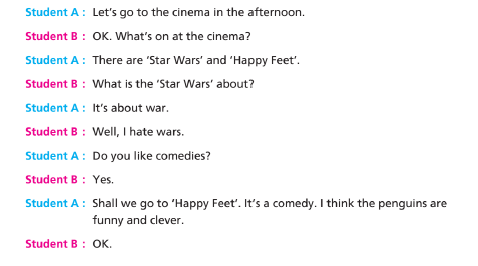 Student A : Let's go to the cinema in the afternoon.
Student B : OK. What's on at the cinema?
Student A : There are ‘Star Wars’ and ‘Happy Feet’.
Student B : What is the ‘Star Wars’ about?
Student A : It's about war.
Student B : Well, I hate wars.
Student A : Do you like comedies?
Student B : Yes.
Student A : Shall we go to ‘Happy Feet’. It's a comedy. I think the penguins are
funny and clever.
Student B : OK.